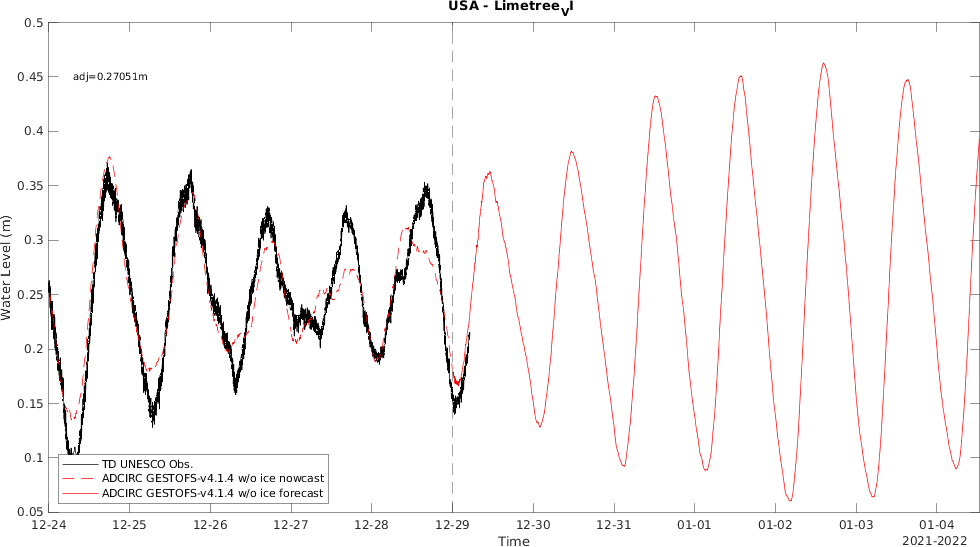 USA - LimetreeVI
0.5
0.45
0.4
0.35
0.3
0.25
0.2
0.15
0.1
0.05
Water Level (m)
adj=0.27051m
TD UNESCO Obs.
ADCIRC GESTOFS-v4.1.4 w/o ice nowcast
ADCIRC GESTOFS-v4.1.4 w/o ice forecast
12-24 12-25 12-26 12-27 12-28 12-29 12-30 12-31 01-01 01-02 01-03 01-04
Time
2021-2022